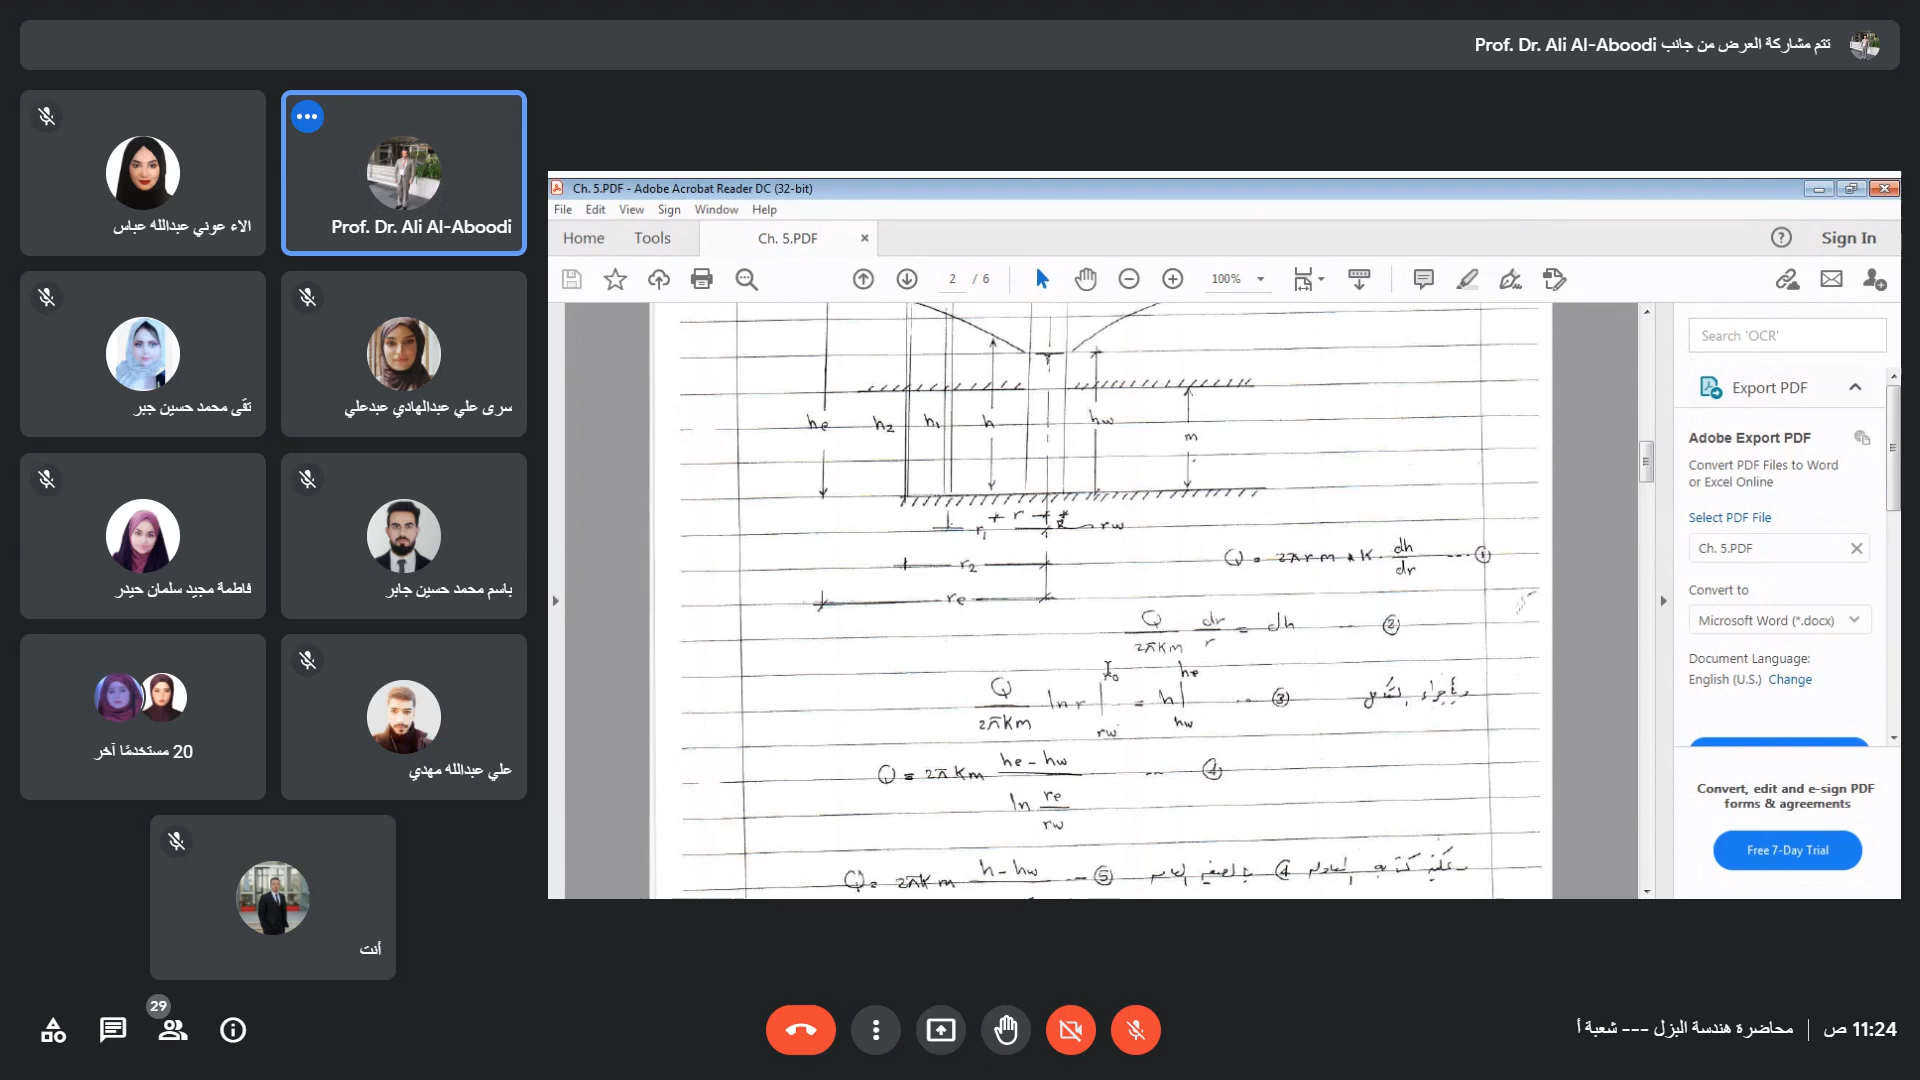 تتم مشاركة العرض من جانب Prof. Dr. Ali Al-Aboodi
الاء عوني عبدالله عباس
Prof. Dr. Ali Al-Aboodi
تقى محمد حسين جبر
سرى علي عبدالهادي عبدعلي
فاطمة مجيد سلمان حيدر
باسم محمد حسين جابر
20 مستخدمًا آخر
علي عبدالله مهدي
أنت
Ch. 5.PDF - Adobe Acrobat Reader DC (32-bit)
File Edit View Sign Window Help
Home Tools Ch. 5.PDF Sign In
2 / 6 100%
he h2 h1 h hw m
r
r1 rw
r2
re
Q = 2πrm * K · dh/dr ---- ①
Q/2πKm dr/r = dh -- ②
Q/2πKm ln r | rw = h | he hw --- ③ وبأجراء التكامل
Q = 2πKm (he - hw) / ln re/rw --- ④
Q = 2πKm h - hw -- ⑤
Search 'OCR'
Export PDF
Adobe Export PDF
Convert PDF Files to Word
or Excel Online
Select PDF File
Ch. 5.PDF
Convert to
Microsoft Word (*.docx)
Document Language:
English (U.S.) Change
Convert, edit and e-sign PDF
forms & agreements
Free 7-Day Trial
29
11:24 ص | محاضرة هندسة البزل --- شعبة أ